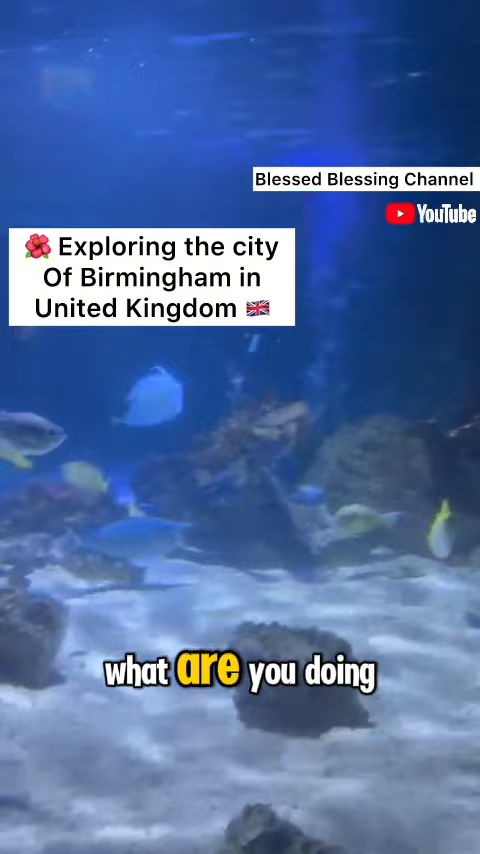 Blessed Blessing Channel
YouTube
🌺 Exploring the city
Of Birmingham in
United Kingdom 🇬🇧
what are you doing